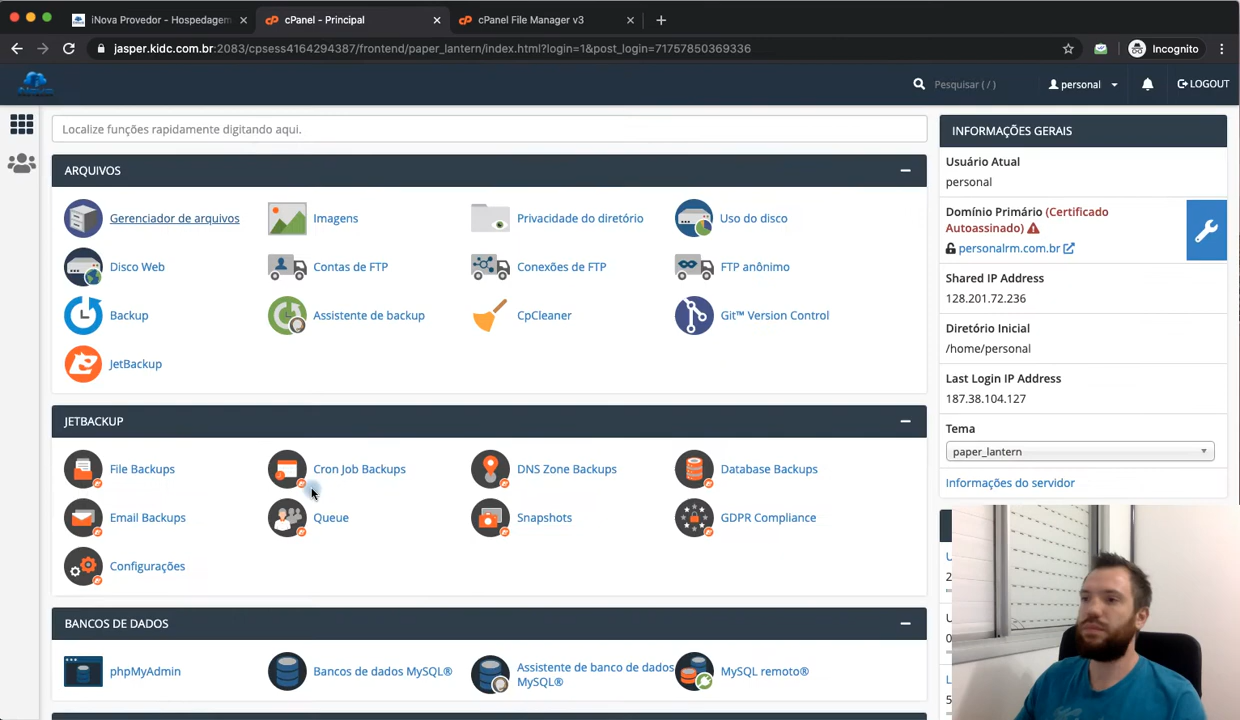 iNova Provedor - Hospedagem
cPanel - Principal
cPanel File Manager v3
jasper.kidc.com.br:2083/cpsess4164294387/frontend/paper_lantern/index.html?login=1&post_login=71757850369336
Incognito
iNova
Pesquisar ( / )
personal
LOGOUT
Localize funções rapidamente digitando aqui.
ARQUIVOS
Gerenciador de arquivos
Imagens
Privacidade do diretório
Uso do disco
Disco Web
Contas de FTP
Conexões de FTP
FTP anônimo
Backup
Assistente de backup
CpCleaner
Git™ Version Control
JetBackup
JETBACKUP
File Backups
Cron Job Backups
DNS Zone Backups
Database Backups
Email Backups
Queue
Snapshots
GDPR Compliance
Configurações
BANCOS DE DADOS
phpMyAdmin
Bancos de dados MySQL®
Assistente de banco de dados
MySQL®
MySQL remoto®
INFORMAÇÕES GERAIS
Usuário Atual
personal
Domínio Primário (Certificado
Autoassinado)
personalrm.com.br
Shared IP Address
128.201.72.236
Diretório Inicial
/home/personal
Last Login IP Address
187.38.104.127
Tema
paper_lantern
Informações do servidor